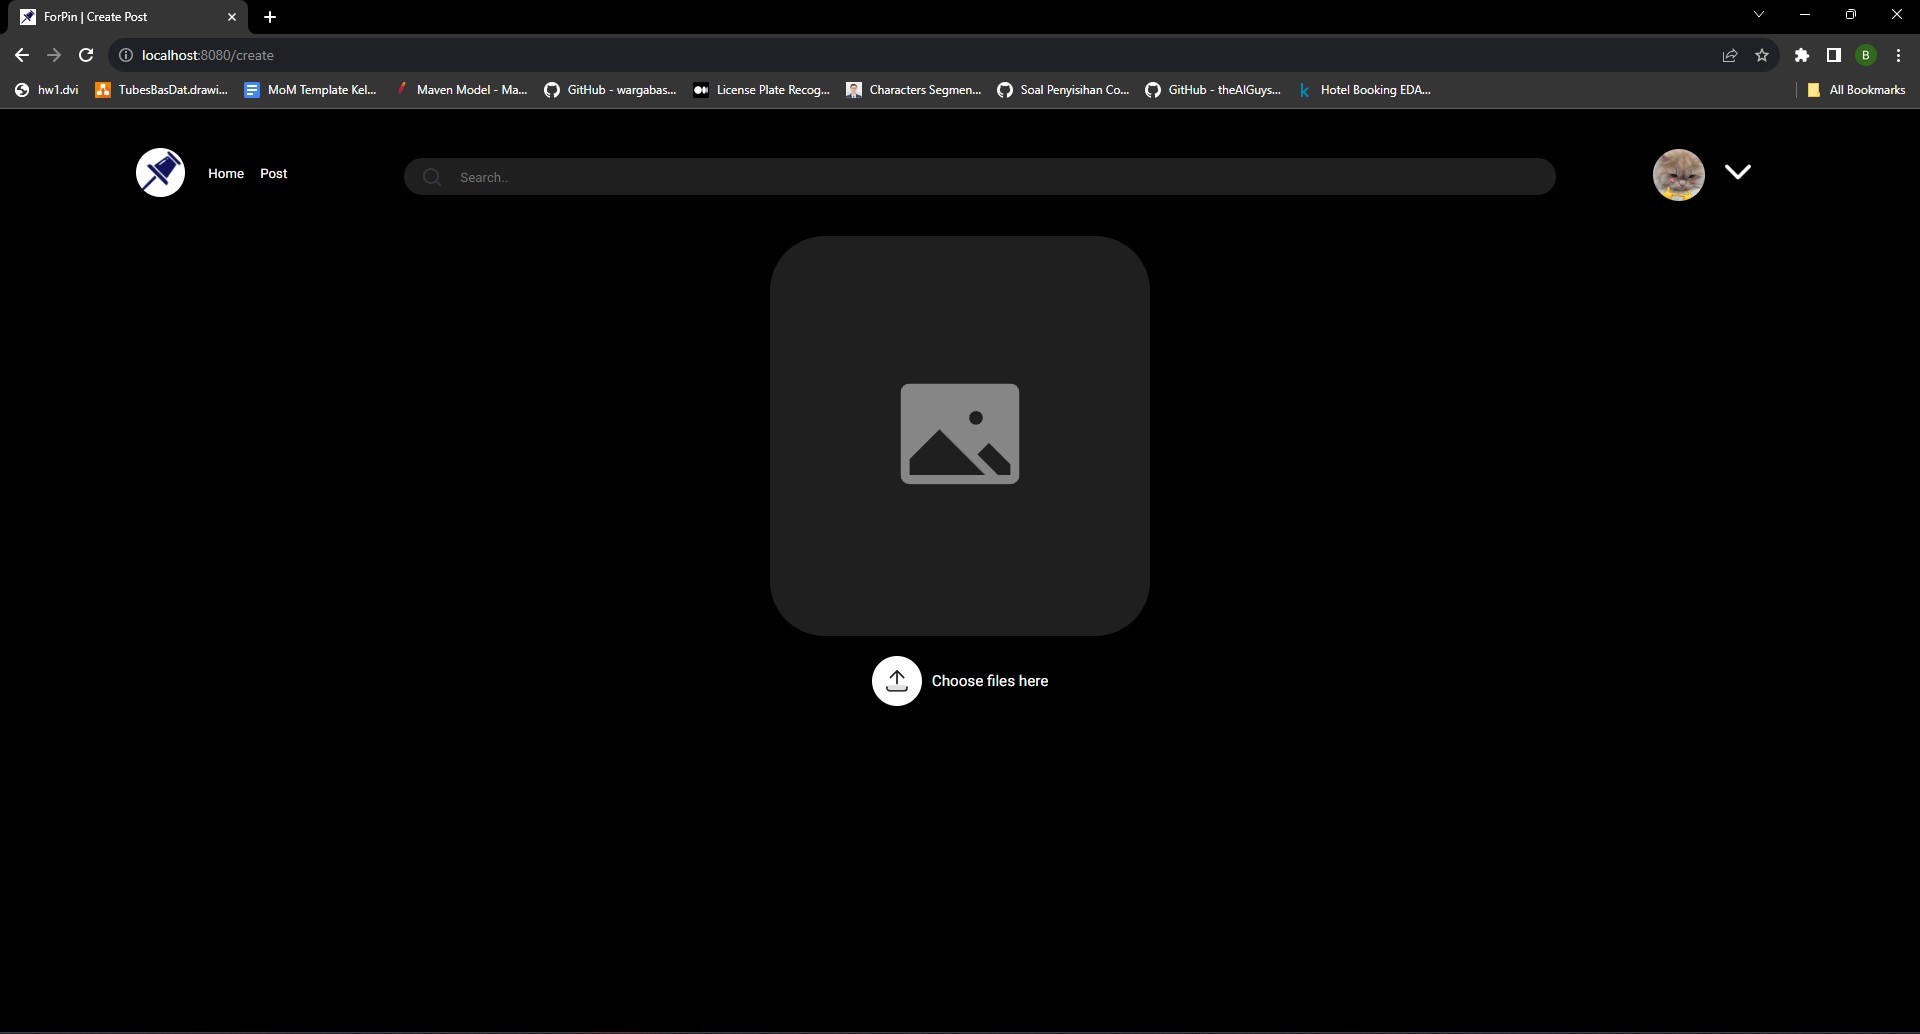 ForPin | Create Post
localhost:8080/create
B
hw1.dvi
TubesBasDat.drawi...
MoM Template Kel...
Maven Model - Ma...
GitHub - wargabas...
License Plate Recog...
Characters Segmen...
Soal Penyisihan Co...
GitHub - theAIGuys...
k
Hotel Booking EDA...
All Bookmarks
Home
Post
Search..
Choose files here